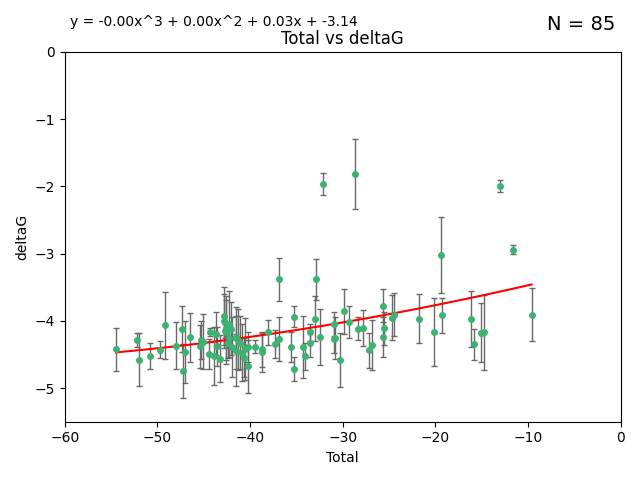 y = -0.00x^3 + 0.00x^2 + 0.03x + -3.14
N = 85
Total vs deltaG
0
−1
−2
−3
−4
−5
deltaG
−60 −50 −40 −30 −20 −10 0
Total